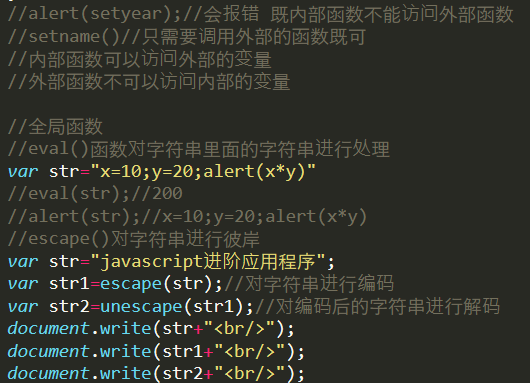 //alert(setyear);//会报错 既内部函数不能访问外部函数
//setname()//只需要调用外部的函数既可
//内部函数可以访问外部的变量
//外部函数不可以访问内部的变量
//全局函数
//eval()函数对字符串里面的字符串进行处理
var str="x=10;y=20;alert(x*y)"
//eval(str);//200
//alert(str);//x=10;y=20;alert(x*y)
//escape()对字符串进行彼岸
var str="javascript进阶应用程序";
var str1=escape(str);//对字符串进行编码
var str2=unescape(str1);//对编码后的字符串进行解码
document.write(str+"<br/>");
document.write(str1+"<br/>");
document.write(str2+"<br/>");